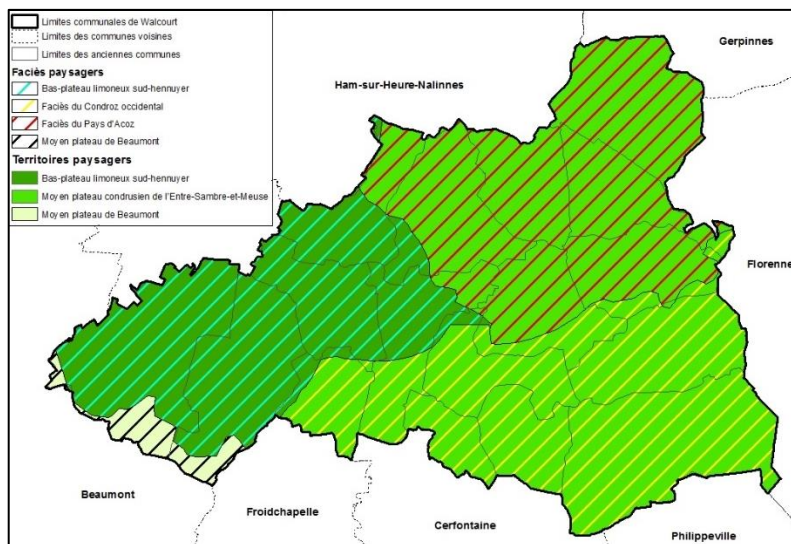 Limites communales de Walcourt
Limites des communes voisines
Limites des anciennes communes
Faciès paysagers
Bas-plateau limoneux sud-hennuyer
Faciès du Condroz occidental
Faciès du Pays d'Acoz
Moyen plateau de Beaumont
Territoires paysagers
Bas-plateau limoneux sud-hennuyer
Moyen plateau condrusien de l'Entre-Sambre-et-Meuse
Moyen plateau de Beaumont
Gerpinnes
Ham-sur-Heure-Nalinnes
Florenne
Beaumont
Froidchapelle
Cerfontaine
Philippeville